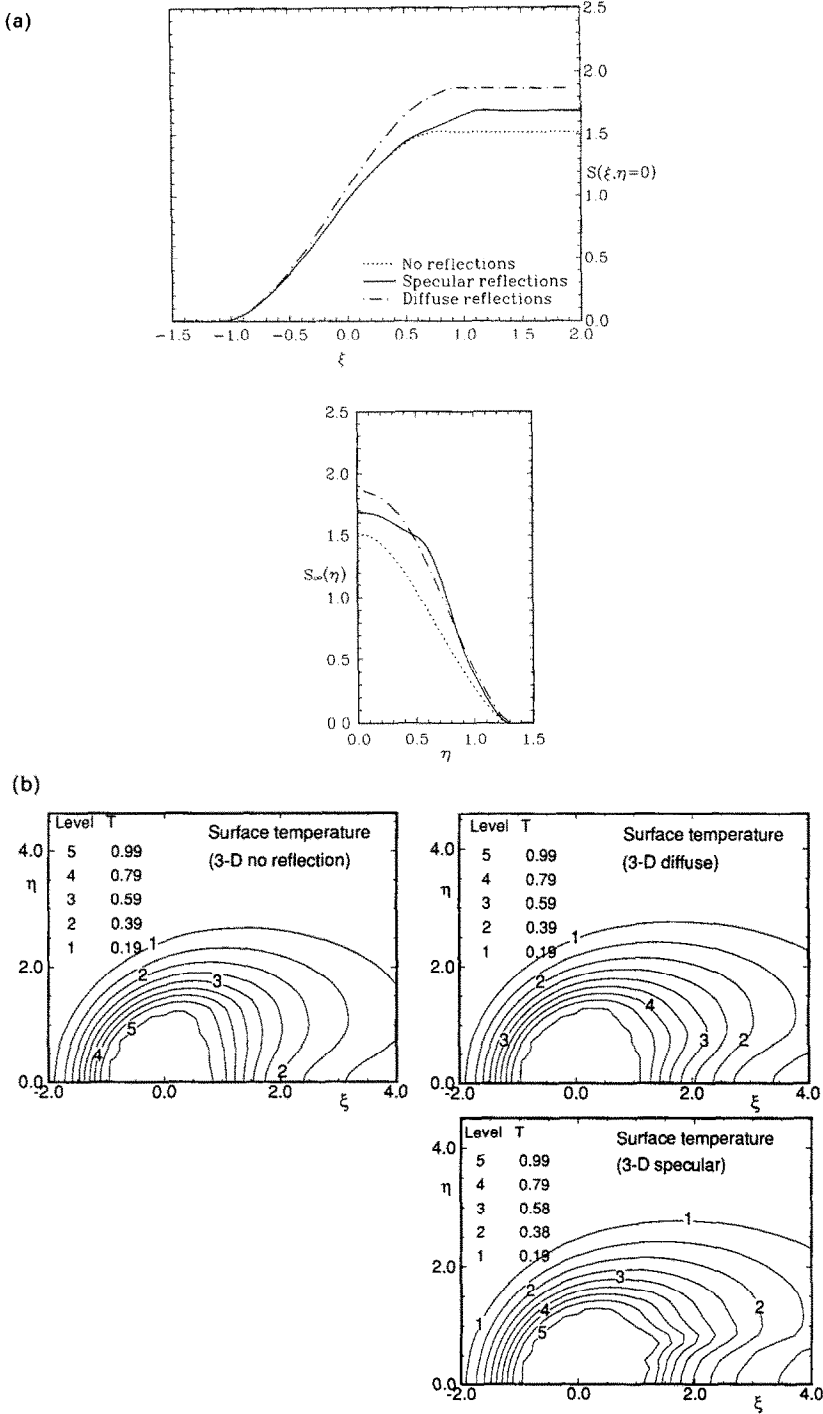 (a)
2.5
2.0
1.5
S(ξ,η=0)
1.0
0.5
0.0
No reflections
Specular reflections
Diffuse reflections
-1.5 -1.0 -0.5 0.0 0.5 1.0 1.5 2.0
ξ
2.5
2.0
1.5
S∞(η)
1.0
0.5
0.0
0.0 0.5 1.0 1.5
η
(b)
Level T
5 0.99
4 0.79
3 0.59
2 0.39
1 0.19
Surface temperature
(3-D no reflection)
4.0
η
2.0
0.0
1
2
3
5
4
2
-2.0 0.0 2.0 ξ 4.0
Level T
5 0.99
4 0.79
3 0.59
2 0.39
1 0.19
Surface temperature
(3-D diffuse)
4.0
η
2.0
0.0
1
2
4
3
3
2
-2.0 0.0 2.0 ξ 4.0
Level T
5 0.99
4 0.79
3 0.58
2 0.38
1 0.19
Surface temperature
(3-D specular)
4.0
η
2.0
0.0
1
3
2
4
2
1
5
-2.0 0.0 2.0 ξ 4.0